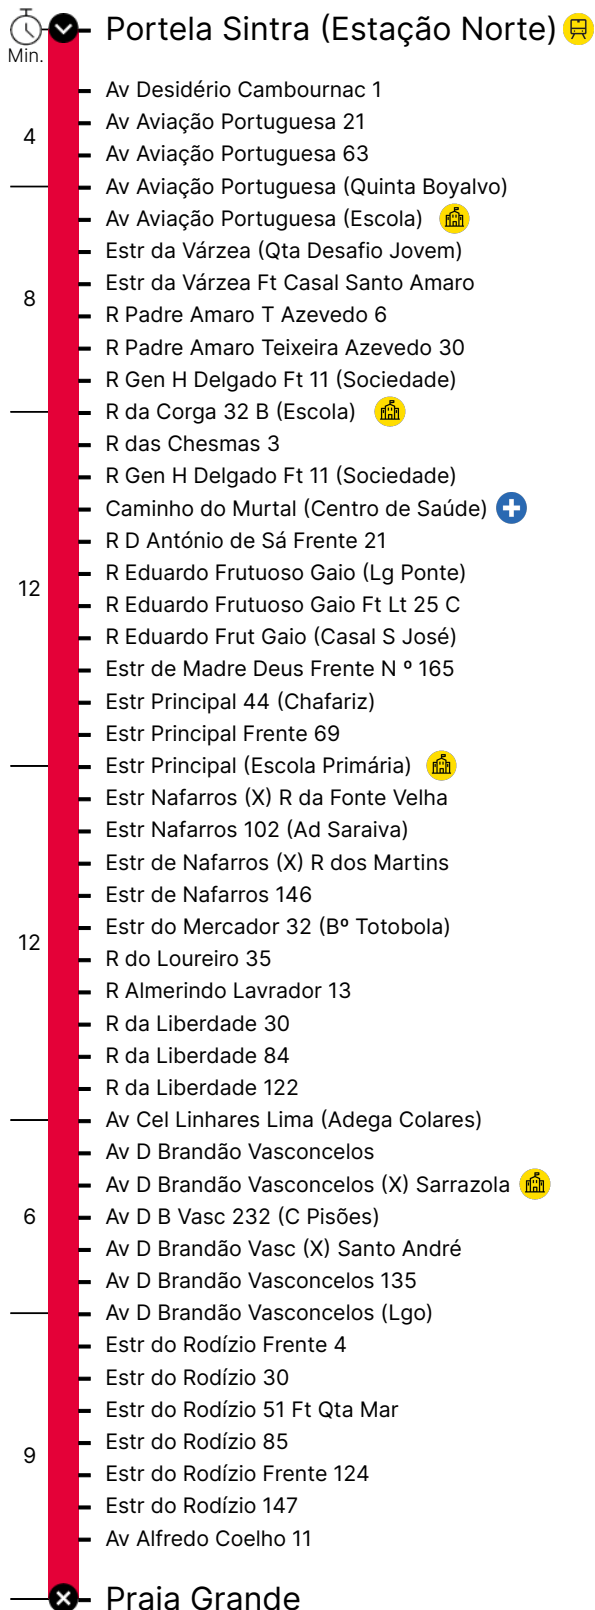 Portela Sintra (Estação Norte)
Min.
Av Desidério Cambournac 1
Av Aviação Portuguesa 21
4
Av Aviação Portuguesa 63
Av Aviação Portuguesa (Quinta Boyalvo)
Av Aviação Portuguesa (Escola)
Estr da Várzea (Qta Desafio Jovem)
Estr da Várzea Ft Casal Santo Amaro
8
R Padre Amaro T Azevedo 6
R Padre Amaro Teixeira Azevedo 30
R Gen H Delgado Ft 11 (Sociedade)
R da Corga 32 B (Escola)
R das Chesmas 3
R Gen H Delgado Ft 11 (Sociedade)
Caminho do Murtal (Centro de Saúde)
R D António de Sá Frente 21
R Eduardo Frutuoso Gaio (Lg Ponte)
12
R Eduardo Frutuoso Gaio Ft Lt 25 C
R Eduardo Frut Gaio (Casal S José)
Estr de Madre Deus Frente N º 165
Estr Principal 44 (Chafariz)
Estr Principal Frente 69
Estr Principal (Escola Primária)
Estr Nafarros (X) R da Fonte Velha
Estr Nafarros 102 (Ad Saraiva)
Estr de Nafarros (X) R dos Martins
Estr de Nafarros 146
Estr do Mercador 32 (Bº Totobola)
12
R do Loureiro 35
R Almerindo Lavrador 13
R da Liberdade 30
R da Liberdade 84
R da Liberdade 122
Av Cel Linhares Lima (Adega Colares)
Av D Brandão Vasconcelos
Av D Brandão Vasconcelos (X) Sarrazola
6
Av D B Vasc 232 (C Pisões)
Av D Brandão Vasc (X) Santo André
Av D Brandão Vasconcelos 135
Av D Brandão Vasconcelos (Lgo)
Estr do Rodízio Frente 4
Estr do Rodízio 30
Estr do Rodízio 51 Ft Qta Mar
Estr do Rodízio 85
9
Estr do Rodízio Frente 124
Estr do Rodízio 147
Av Alfredo Coelho 11
Praia Grande